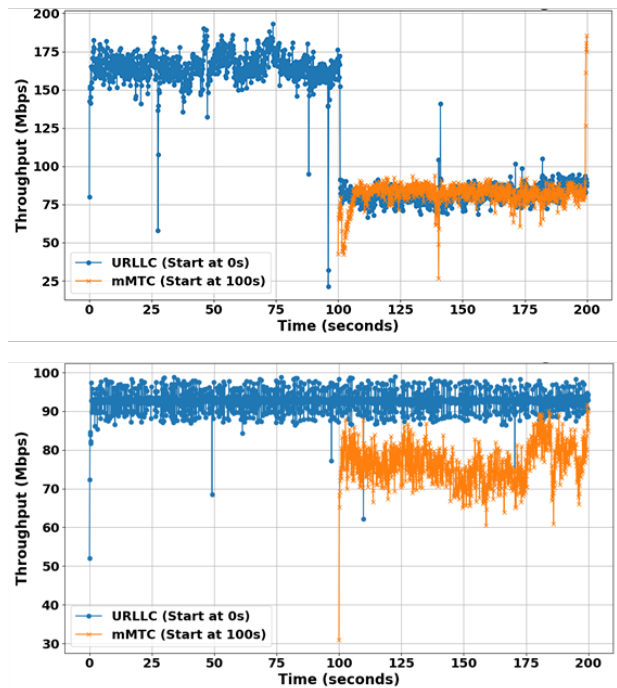 200
175
150
125
100
75
50
25
Throughput (Mbps)
URLLC (Start at 0s)
mMTC (Start at 100s)
0 25 50 75 100 125 150 175 200
Time (seconds)
100
90
80
70
60
50
40
30
Throughput (Mbps)
URLLC (Start at 0s)
mMTC (Start at 100s)
0 25 50 75 100 125 150 175 200
Time (seconds)